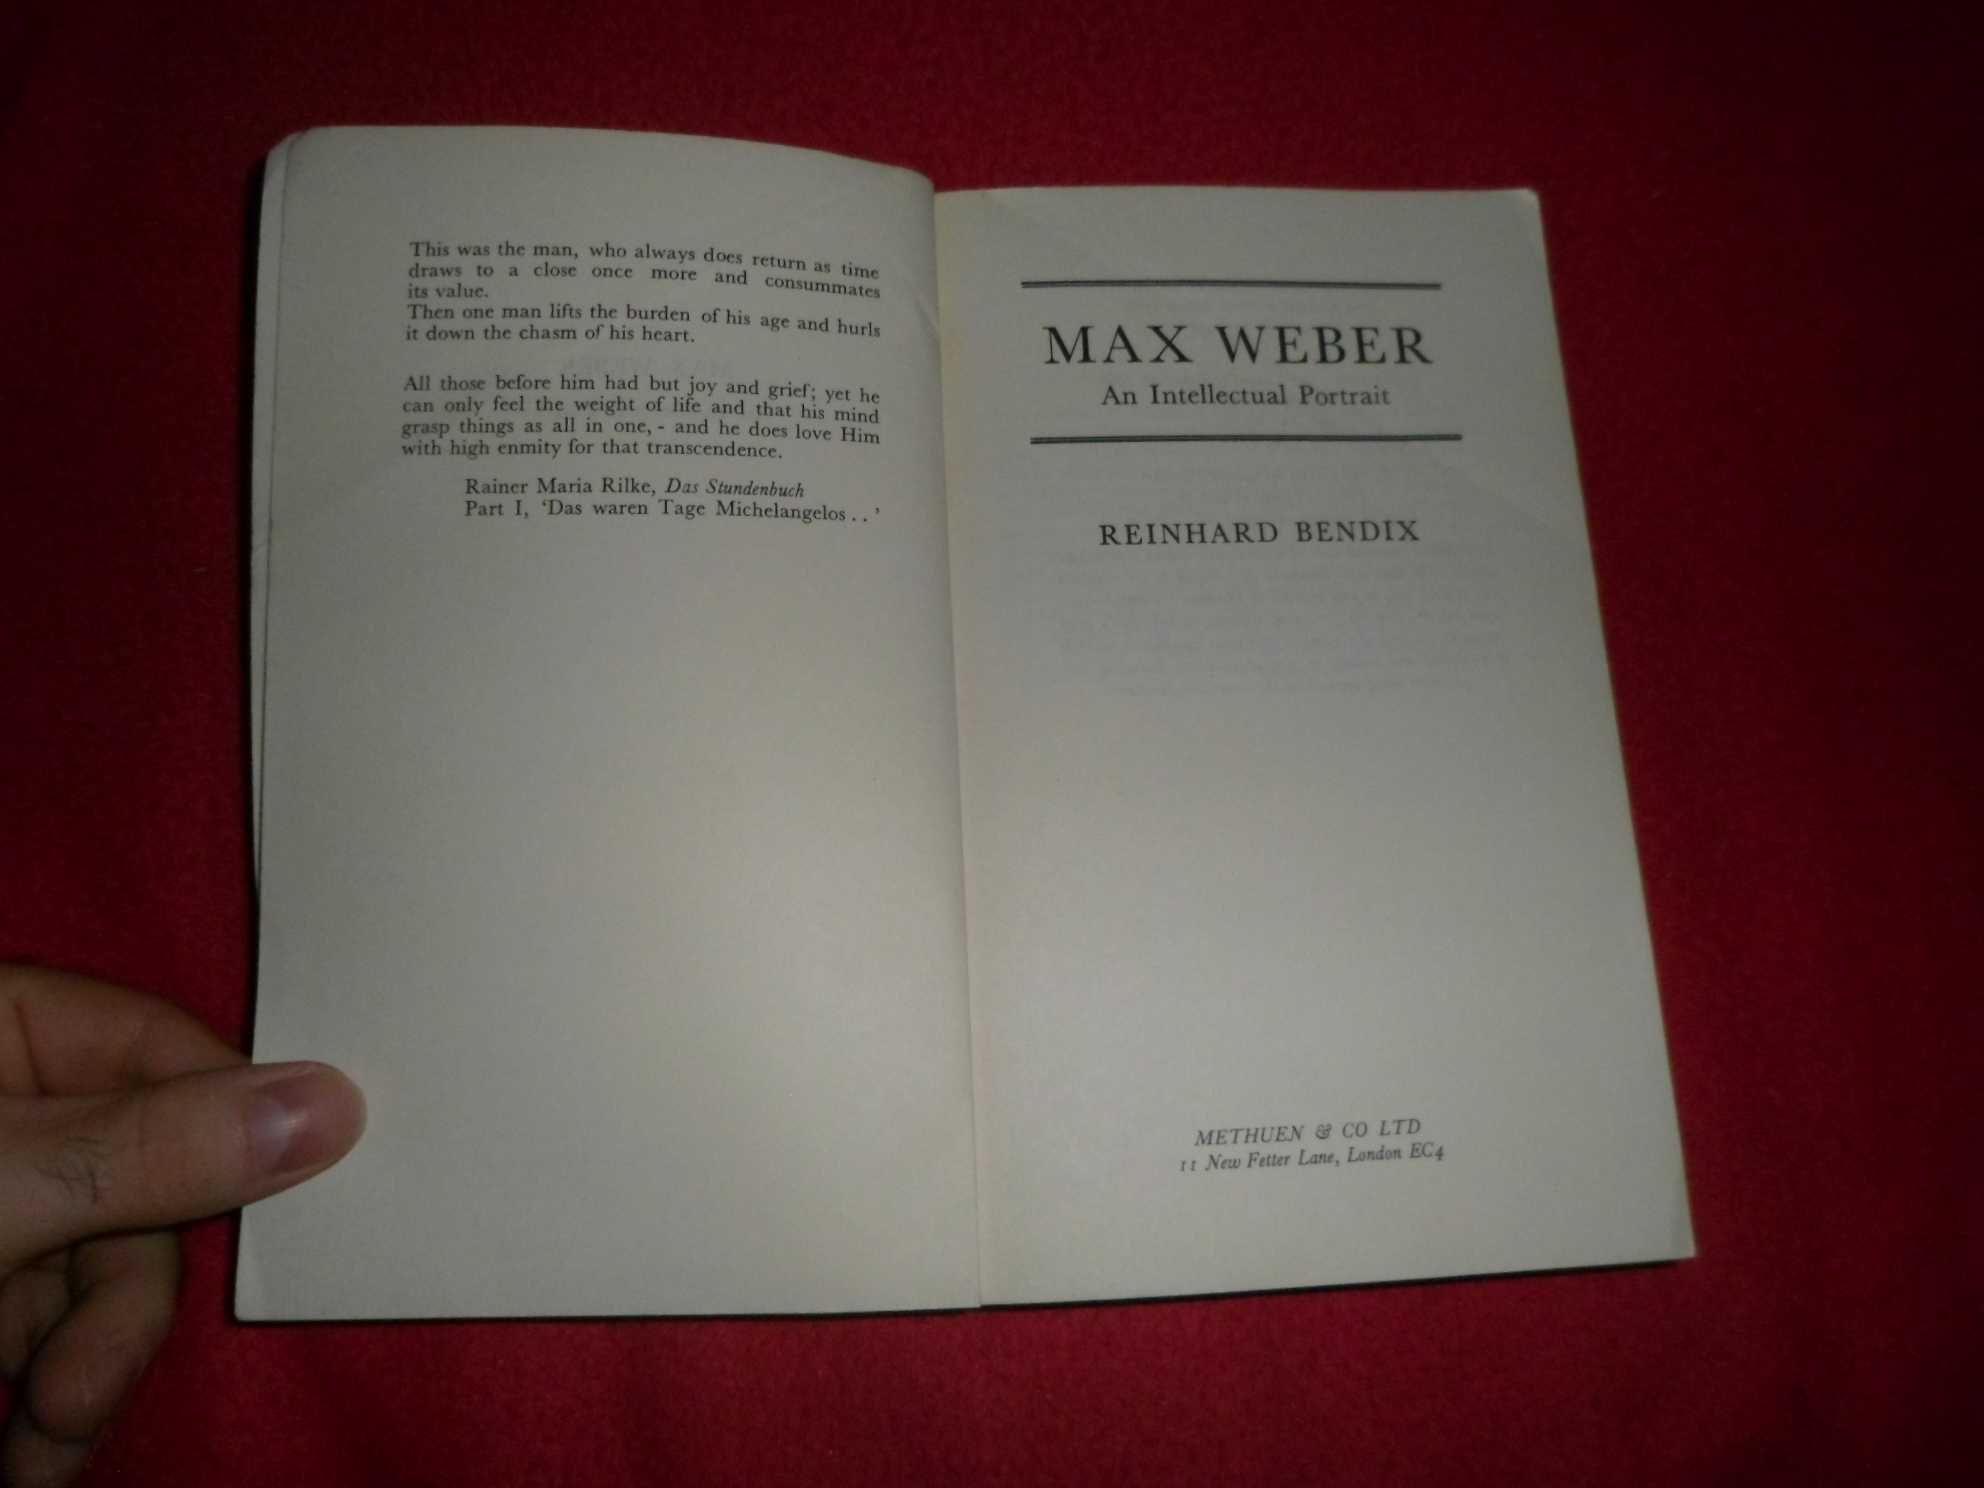 This was the man, who always does return as time
draws to a close once more and consummates
its value.
Then one man lifts the burden of his age and hurls
it down the chasm of his heart.
All those before him had but joy and grief; yet he
can only feel the weight of life and that his mind
grasp things as all in one, - and he does love Him
with high enmity for that transcendence.
Rainer Maria Rilke, Das Stundenbuch
Part I, ‘Das waren Tage Michelangelos . . ’
MAX WEBER
An Intellectual Portrait
REINHARD BENDIX
METHUEN & CO LTD
11 New Fetter Lane, London EC4